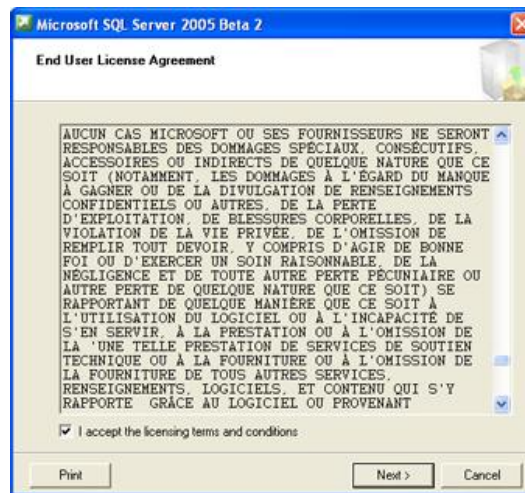 Microsoft SQL Server 2005 Beta 2
End User License Agreement
AUCUN CAS MICROSOFT OU SES FOURNISSEURS NE SERONT
RESPONSABLES DES DOMMAGES SPÉCIAUX, CONSÉCUTIFS,
ACCESSOIRES OU INDIRECTS DE QUELQUE NATURE QUE CE
SOIT (NOTAMMENT, LES DOMMAGES À L'ÉGARD DU MANQUE
À GAGNER OU DE LA DIVULGATION DE RENSEIGNEMENTS
CONFIDENTIELS OU AUTRES, DE LA PERTE
D'EXPLOITATION, DE BLESSURES CORPORELLES, DE LA
VIOLATION DE LA VIE PRIVÉE, DE L'OMISSION DE
REMPLIR TOUT DEVOIR, Y COMPRIS D'AGIR DE BONNE
FOI OU D'EXERCER UN SOIN RAISONNABLE, DE LA
NÉGLIGENCE ET DE TOUTE AUTRE PERTE PÉCUNIAIRE OU
AUTRE PERTE DE QUELQUE NATURE QUE CE SOIT) SE
RAPPORTANT DE QUELQUE MANIÈRE QUE CE SOIT À
L'UTILISATION DU LOGICIEL OU À L'INCAPACITÉ DE
S'EN SERVIR, À LA PRESTATION OU À L'OMISSION DE
LA 'UNE TELLE PRESTATION DE SERVICES DE SOUTIEN
TECHNIQUE OU À LA FOURNITURE OU À L'OMISSION DE
LA FOURNITURE DE TOUS AUTRES SERVICES,
RENSEIGNEMENTS, LOGICIELS, ET CONTENU QUI S'Y
RAPPORTE GRÂCE AU LOGICIEL OU PROVENANT
I accept the licensing terms and conditions
Print
Next >
Cancel